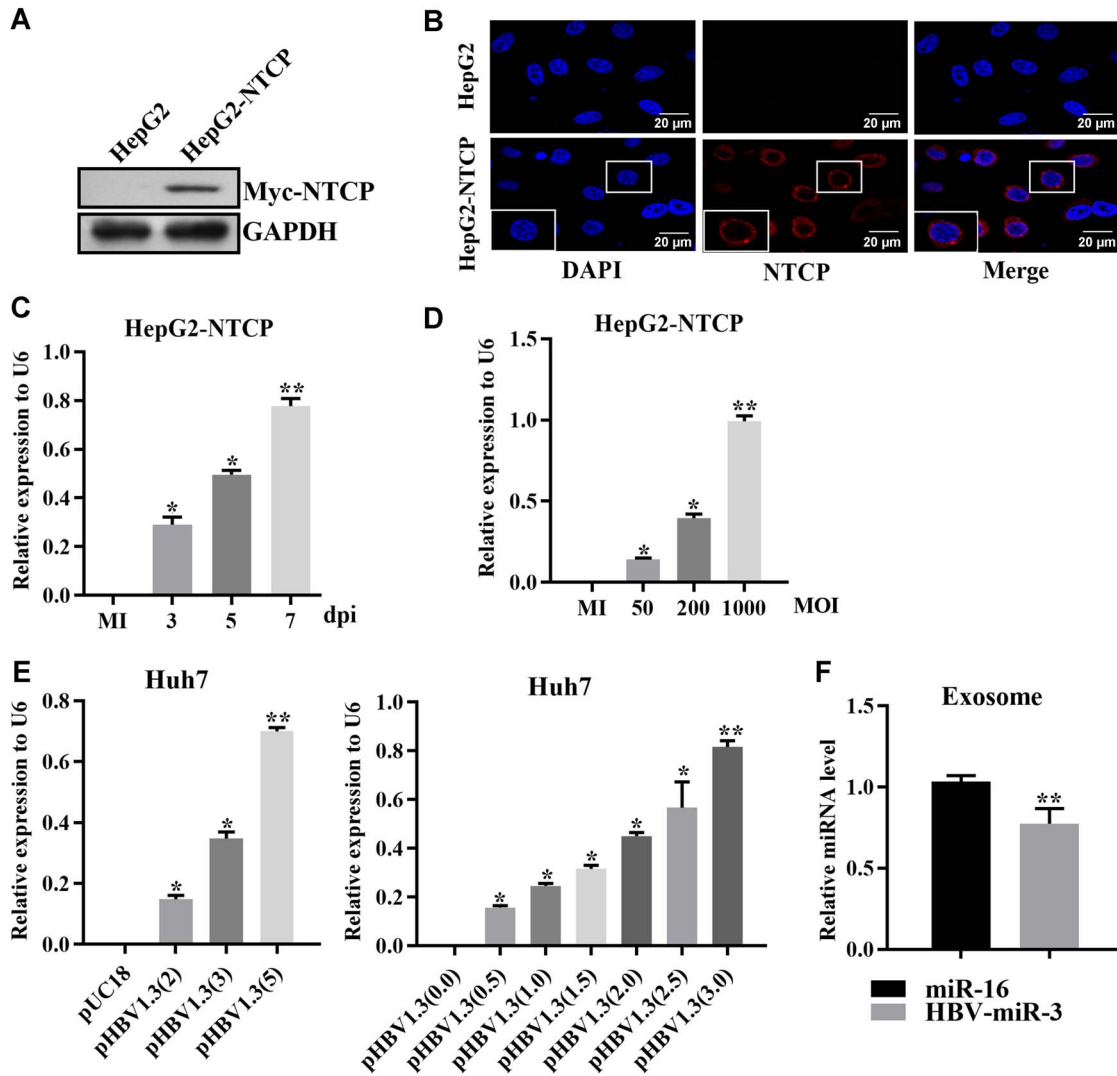 A
HepG2
HepG2-NTCP
Myc-NTCP
GAPDH
B
HepG2
20 µm
20 µm
20 µm
HepG2-NTCP
20 µm
20 µm
20 µm
DAPI
NTCP
Merge
C
HepG2-NTCP
Relative expression to U6
1.0
0.8
0.6
0.4
0.2
0.0
*
*
**
MI
3
5
7
dpi
D
HepG2-NTCP
Relative expression to U6
1.5
1.0
0.5
0.0
*
*
**
MI
50
200
1000
MOI
E
Huh7
Relative expression to U6
0.8
0.6
0.4
0.2
0.0
*
*
**
pUC18
pHBV1.3(2)
pHBV1.3(3)
pHBV1.3(5)
Huh7
Relative expression to U6
1.0
0.8
0.6
0.4
0.2
0.0
*
*
*
*
*
**
pHBV1.3(0.0)
pHBV1.3(0.5)
pHBV1.3(1.0)
pHBV1.3(1.5)
pHBV1.3(2.0)
pHBV1.3(2.5)
pHBV1.3(3.0)
F
Exosome
Relative miRNA level
1.5
1.0
0.5
0.0
**
miR-16
HBV-miR-3